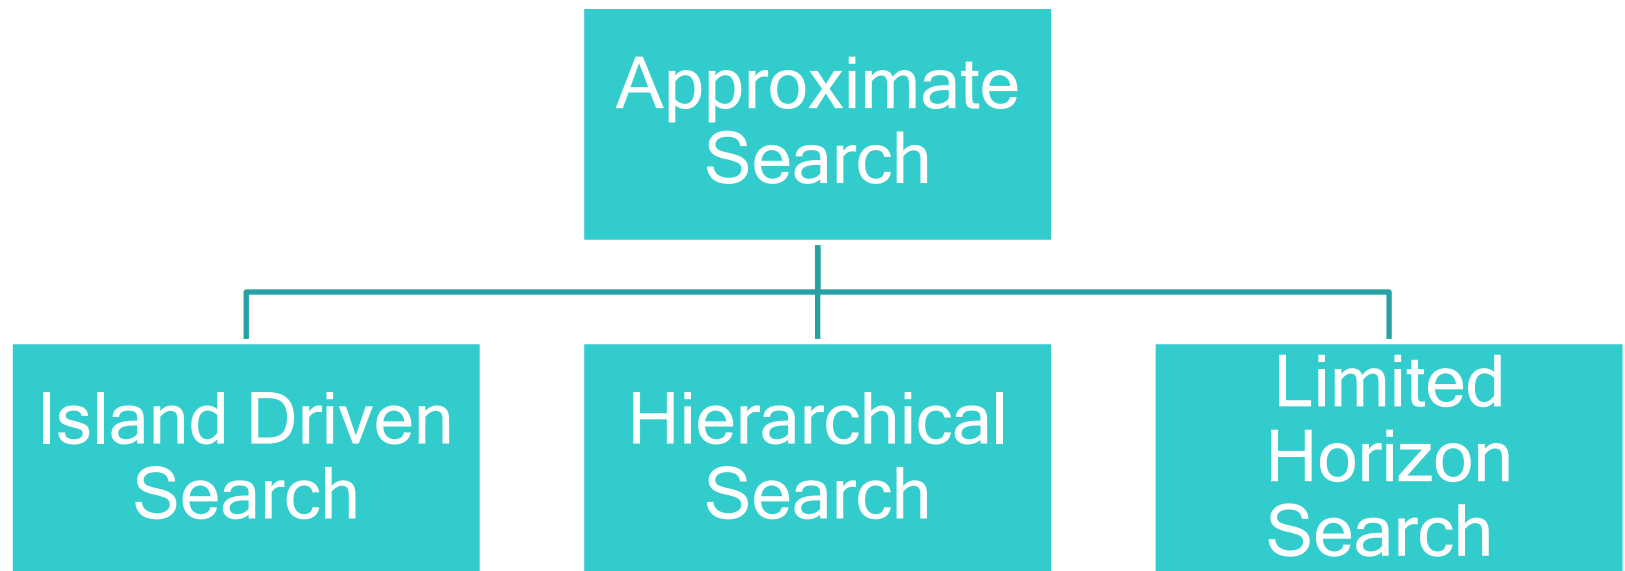 Approximate
Search
Island Driven
Search
Hierarchical
Search
Limited
Horizon
Search